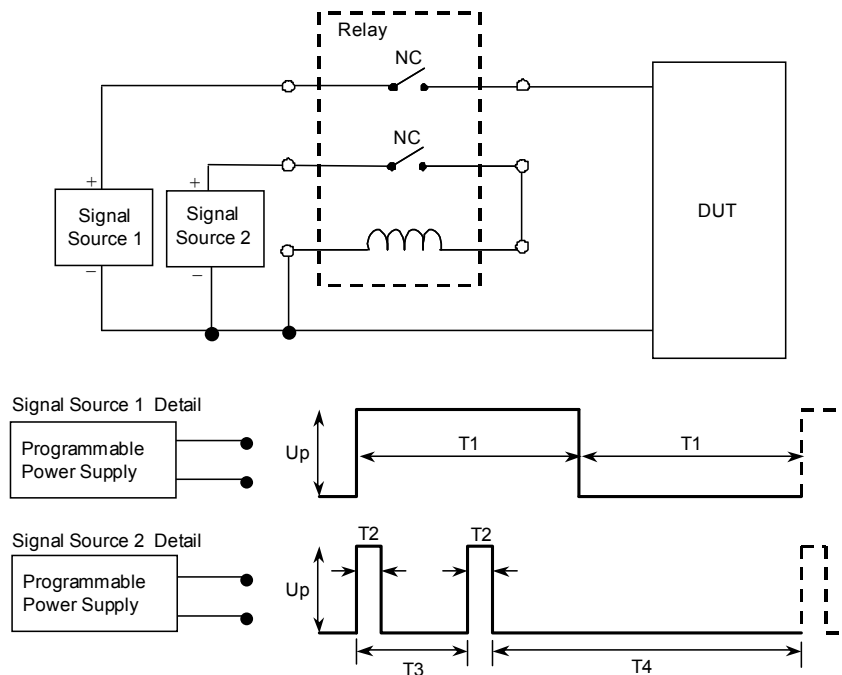 Relay
NC
NC
+
+
Signal
Source 1
Signal
Source 2
DUT
–
–
Signal Source 1 Detail
Programmable
Power Supply
Up
T1
T1
Signal Source 2 Detail
Programmable
Power Supply
Up
T2
T2
T3
T4